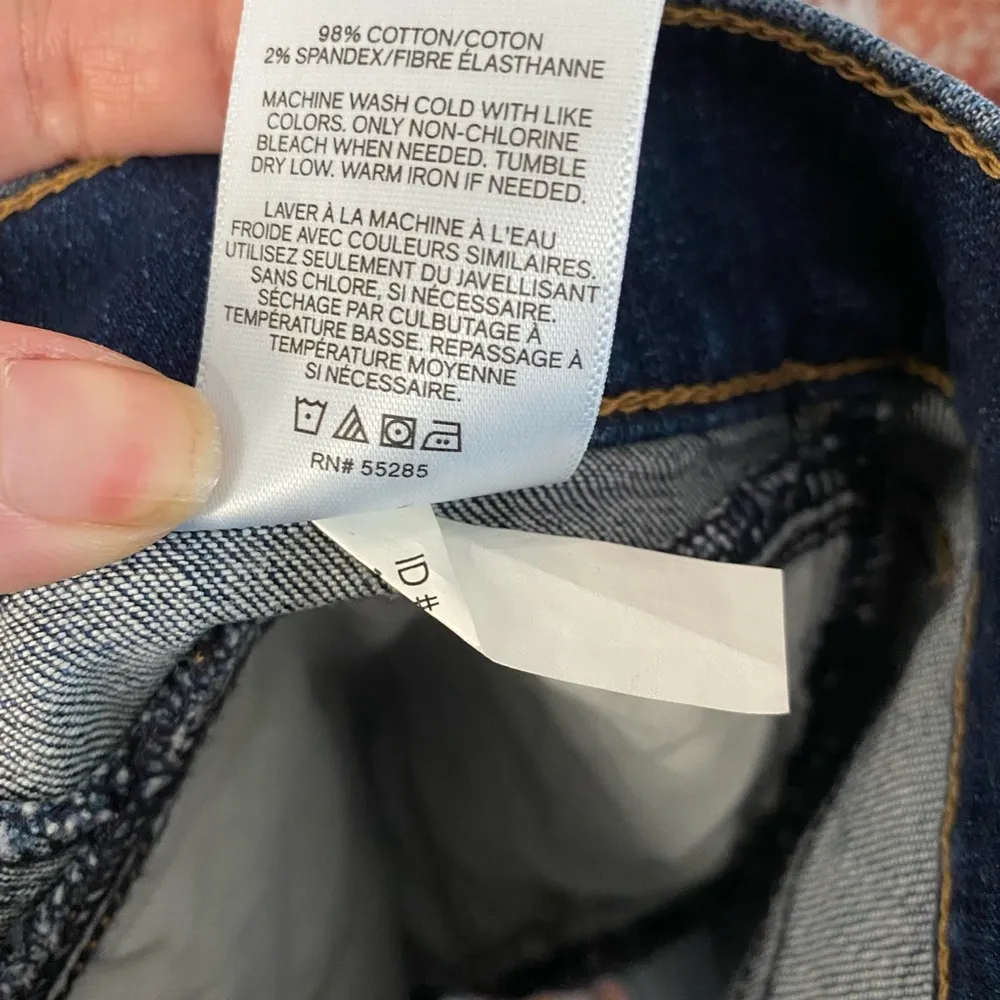 98% COTTON/COTON
2% SPANDEX/FIBRE ÉLASTHANNE
MACHINE WASH COLD WITH LIKE
COLORS. ONLY NON-CHLORINE
BLEACH WHEN NEEDED. TUMBLE
DRY LOW. WARM IRON IF NEEDED.
LAVER À LA MACHINE À L'EAU
FROIDE AVEC COULEURS SIMILAIRES.
UTILISEZ SEULEMENT DU JAVELLISANT
SANS CHLORE, SI NÉCESSAIRE.
SÉCHAGE PAR CULBUTAGE À
TEMPÉRATURE BASSE. REPASSAGE À
TEMPÉRATURE MOYENNE
SI NÉCESSAIRE.
RN# 55285
ID #